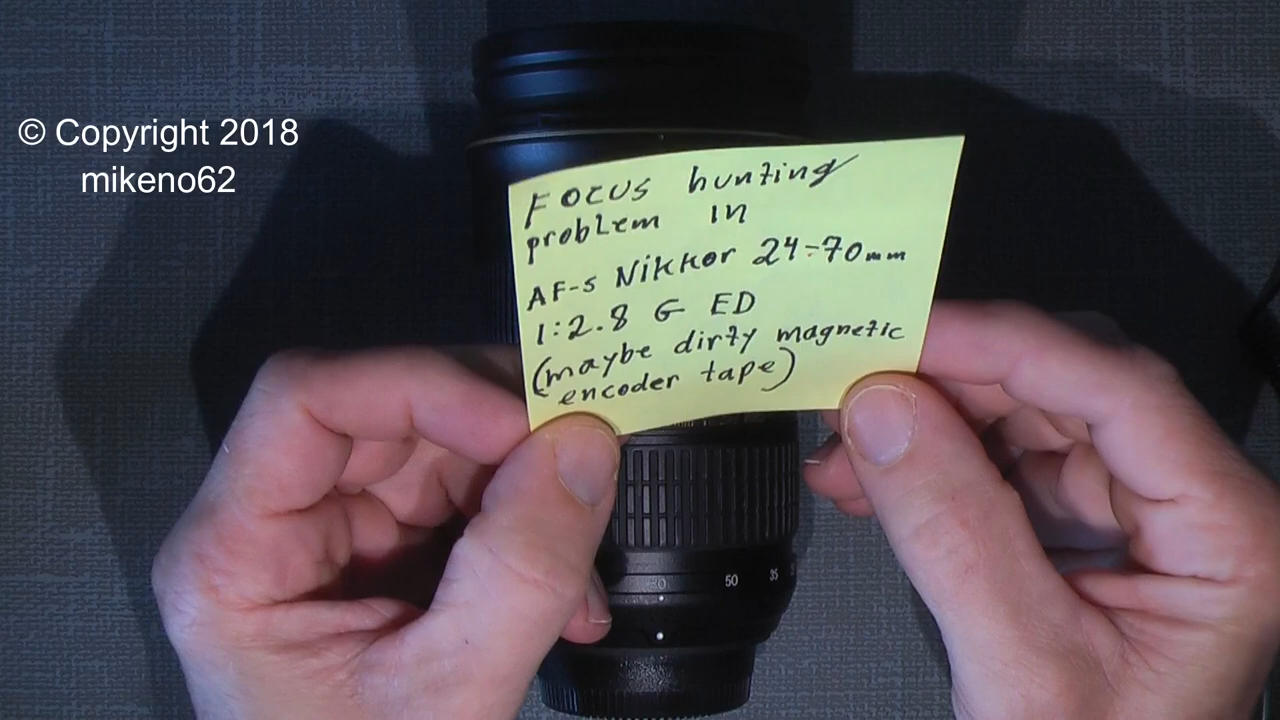 © Copyright 2018
mikeno62
Focus hunting
problem in
AF-S Nikkor 24-70mm
1:2.8 G ED
(maybe dirty magnetic
encoder tape)
50 35